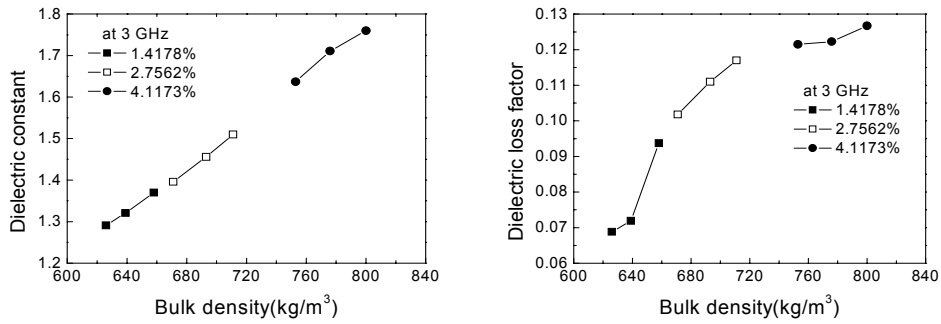 1.8
1.7
1.6
1.5
1.4
1.3
1.2
Dielectric constant
at 3 GHz
1.4178%
2.7562%
4.1173%
600 640 680 720 760 800 840
Bulk density(kg/m³)
0.13
0.12
0.11
0.10
0.09
0.08
0.07
0.06
Dielectric loss factor
at 3 GHz
1.4178%
2.7562%
4.1173%
600 640 680 720 760 800 840
Bulk density(kg/m³)